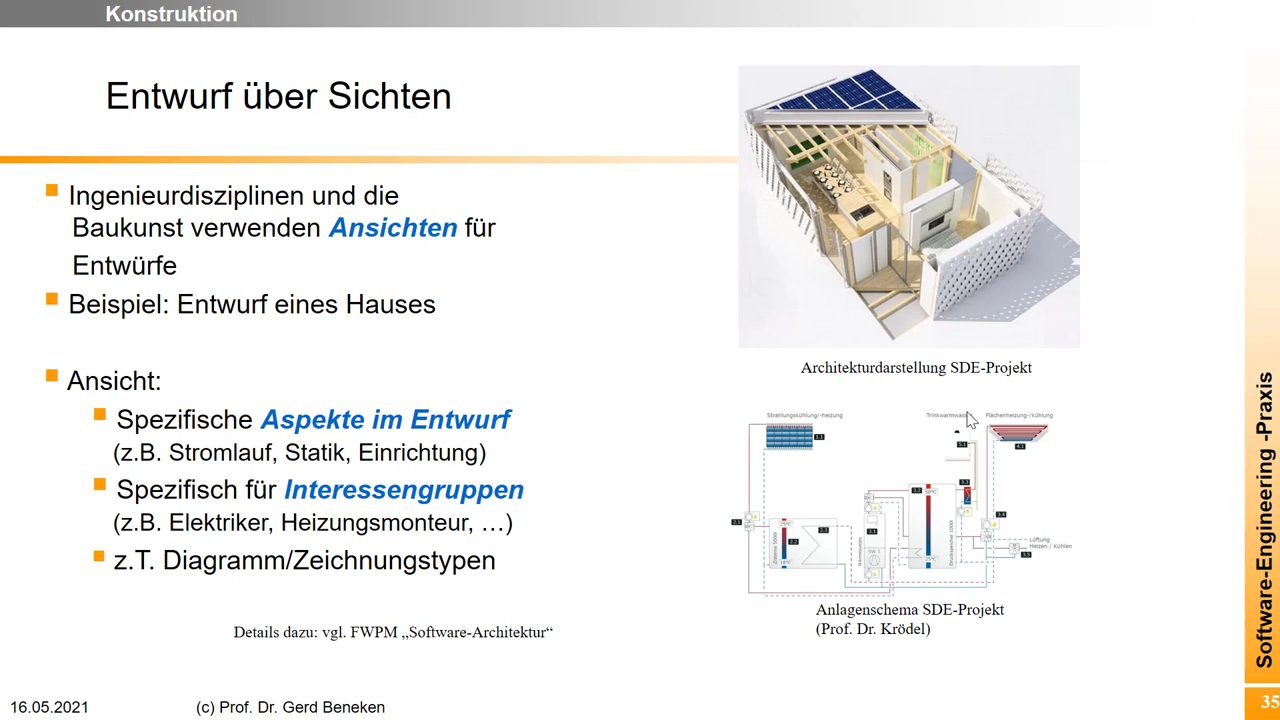 Konstruktion
Entwurf über Sichten
Ingenieurdisziplinen und die
Baukunst verwenden Ansichten für
Entwürfe
Beispiel: Entwurf eines Hauses
Ansicht:
Spezifische Aspekte im Entwurf
(z.B. Stromlauf, Statik, Einrichtung)
Spezifisch für Interessengruppen
(z.B. Elektriker, Heizungsmonteur, …)
z.T. Diagramm/Zeichnungstypen
Details dazu: vgl. FWPM „Software-Architektur“
Architekturdarstellung SDE-Projekt
Strahlungskühlung/-heizung
Flächenheizung-/kühlung
Lüftung
Heizen / Kühlen
Anlagenschema SDE-Projekt
(Prof. Dr. Krödel)
Software-Engineering -Praxis
16.05.2021
(c) Prof. Dr. Gerd Beneken
35